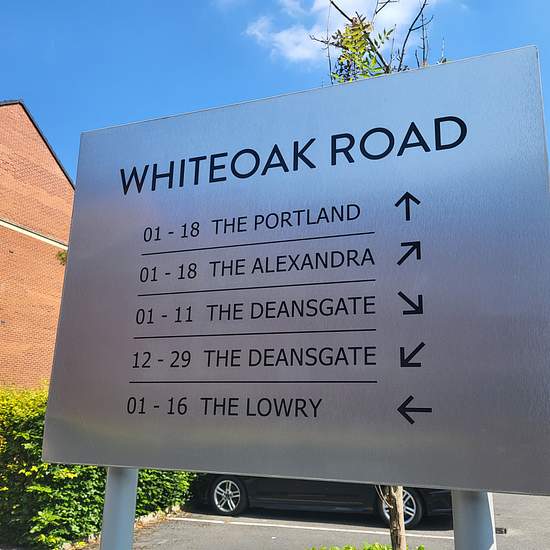 WHITEOAK ROAD
01 - 18 THE PORTLAND ↑
01 - 18 THE ALEXANDRA ↗
01 - 11 THE DEANSGATE ↘
12 - 29 THE DEANSGATE ↙
01 - 16 THE LOWRY ←